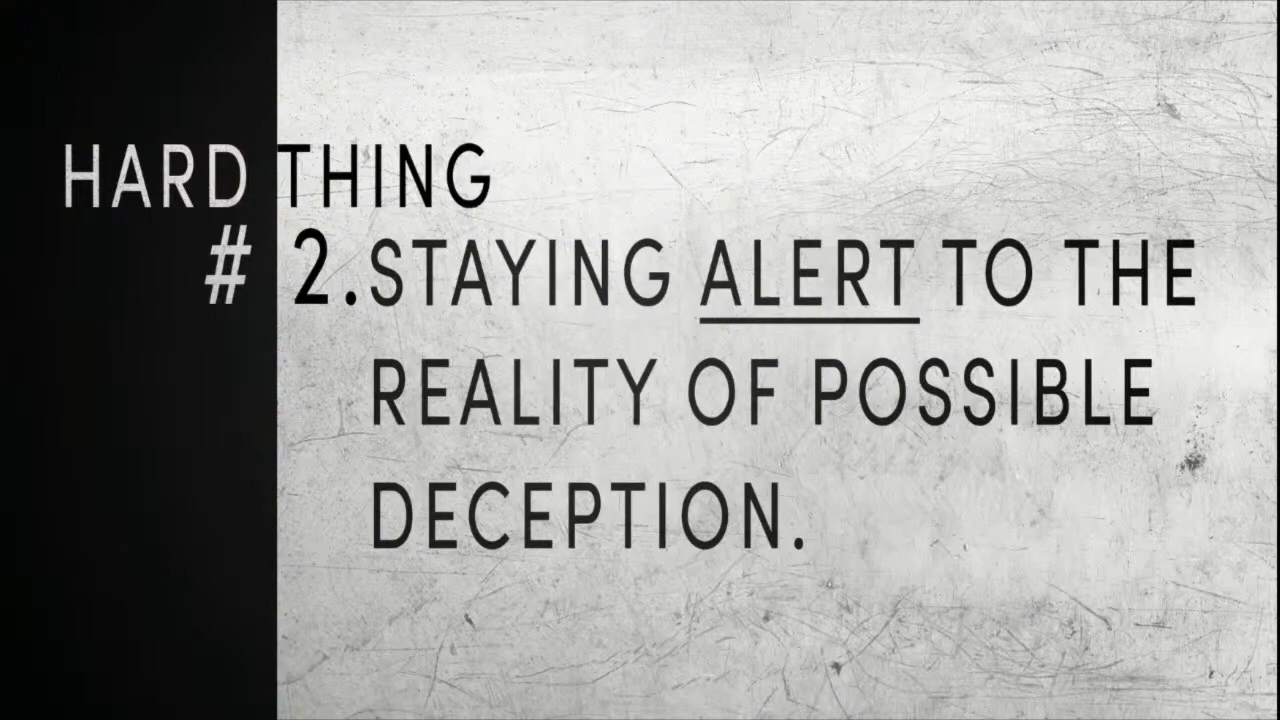 HARD THING
# 2. STAYING ALERT TO THE
REALITY OF POSSIBLE
DECEPTION.